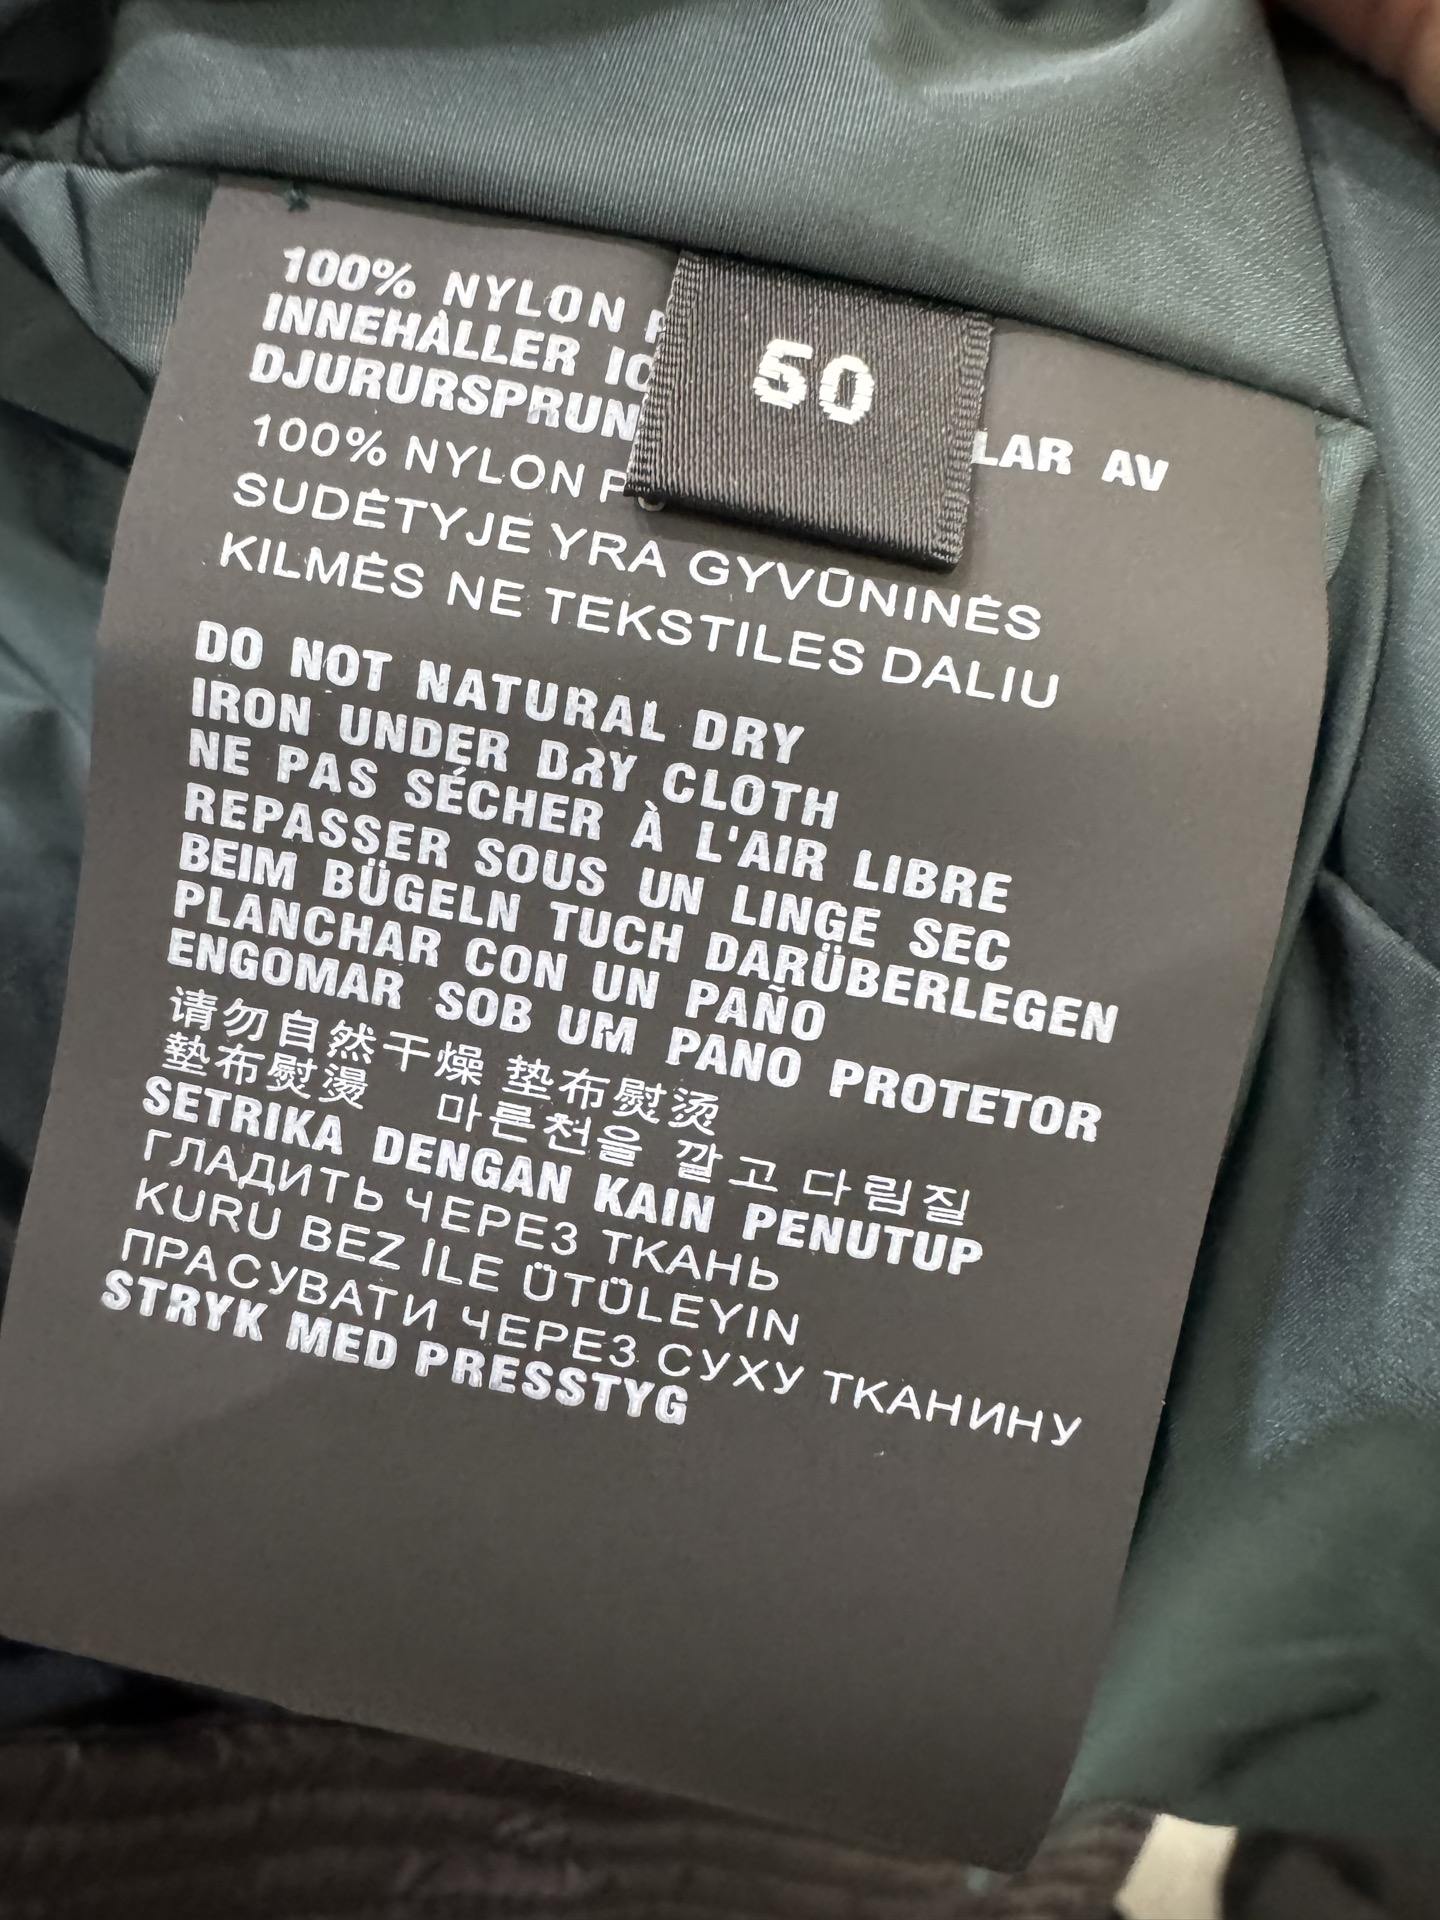 100% NYLON
50
INNEHÅLLER
DJURURSPRUN LAR AV
100% NYLON
SUDĖTYJE YRA GYVŪNINĖS
KILMĖS NE TEKSTILES DALIU
DO NOT NATURAL DRY
IRON UNDER DRY CLOTH
NE PAS SÉCHER À L'AIR LIBRE
REPASSER SOUS UN LINGE SEC
BEIM BÜGELN TUCH DARÜBERLEGEN
PLANCHAR CON UN PAÑO
ENGOMAR SOB UM PANO PROTETOR
请勿自然干燥 垫布熨烫
墊布熨燙 마른천을 깔고 다림질
SETRIKA DENGAN KAIN PENUTUP
ГЛАДИТЬ ЧЕРЕЗ ТКАНЬ
KURU BEZ İLE ÜTÜLEYIN
ПРАСУВАТИ ЧЕРЕЗ СУХУ ТКАНИНУ
STRYK MED PRESSTYG